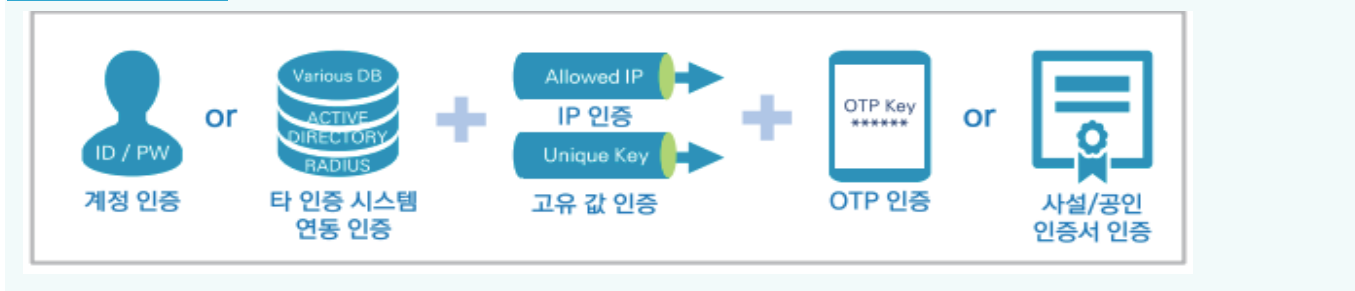 ID / PW
계정 인증
or
Various DB
ACTIVE
DIRECTORY
RADIUS
타 인증 시스템
연동 인증
Allowed IP
IP 인증
Unique Key
고유 값 인증
OTP Key
******
OTP 인증
or
사설/공인
인증서 인증